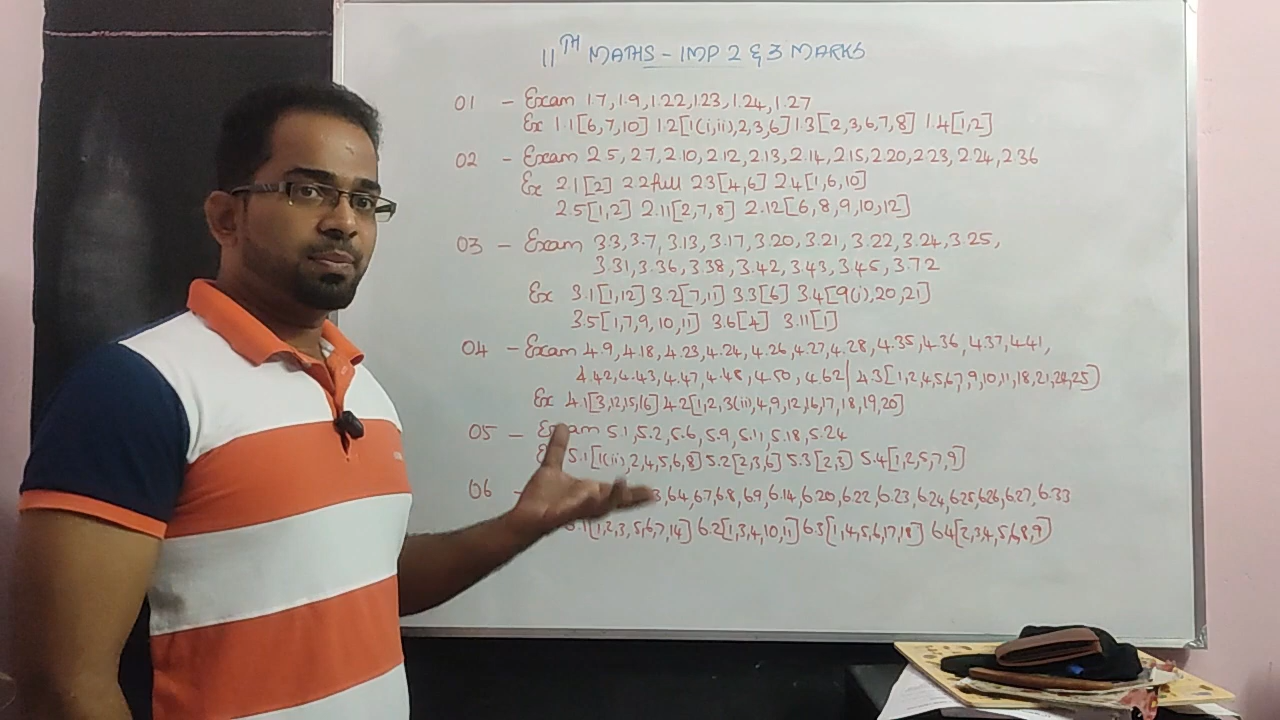 11TH MATHS - IMP 2 & 3 MARKS
01 - Exam 1.7, 1.9, 1.22, 1.23, 1.24, 1.27
Ex 1.1[6,7,10] 1.2[1(i,ii),2,3,6] 1.3[2,3,6,7,8] 1.4[1,2]
02 - Exam 2.5, 2.7, 2.10, 2.12, 2.13, 2.14, 2.15, 2.20, 2.23, 2.24, 2.36
Ex 2.1[2] 2.2 full 2.3[4,6] 2.4[1,6,10]
2.5[1,2] 2.11[2,7,8] 2.12[6,8,9,10,12]
03 - Exam 3.3, 3.7, 3.13, 3.17, 3.20, 3.21, 3.22, 3.24, 3.25,
3.31, 3.36, 3.38, 3.42, 3.43, 3.45, 3.72
Ex 3.1[1,12] 3.2[7,11] 3.3[6] 3.4[9(i),20,21]
3.5[1,7,9,10,11] 3.6[4] 3.11[1]
04 - Exam 4.9, 4.18, 4.23, 4.24, 4.26, 4.27, 4.28, 4.35, 4.36, 4.37, 4.41,
4.42, 4.43, 4.47, 4.48, 4.50, 4.62 | 4.3[1,2,4,5,6,7,9,10,11,18,21,24,25]
Ex 4.1[3,12,15,16] 4.2[1,2,3(ii),4,9,12,16,17,18,19,20]
05 - Exam 5.1, 5.2, 5.6, 5.9, 5.11, 5.18, 5.24
5.1[1(ii),2,4,5,6,8] 5.2[2,3,6] 5.3[2,3] 5.4[1,2,5,7,9]
06 - 6.4, 6.7, 6.8, 6.9, 6.14, 6.20, 6.22, 6.23, 6.24, 6.25, 6.26, 6.27, 6.33
6.1[1,2,3,5,6,7,14] 6.2[1,3,4,10,11] 6.3[1,4,5,6,17,18] 6.4[2,3,4,5,6,8,9]